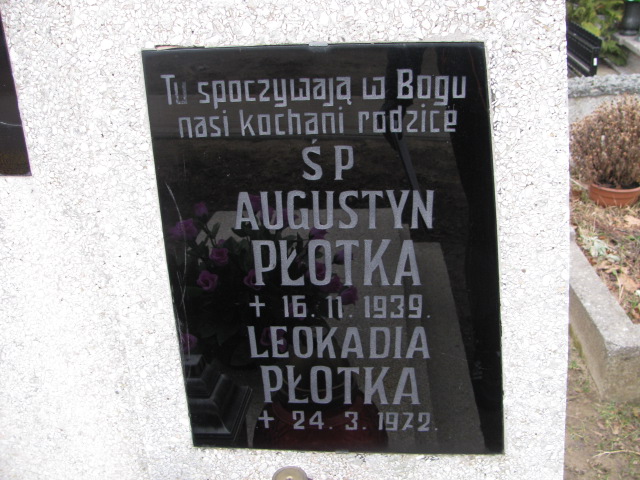 Tu spoczywają w Bogu
nasi kochani rodzice
ŚP
AUGUSTYN
PŁOTKA
+ 16. 11. 1939.
LEOKADIA
PŁOTKA
+ 24. 3. 1972.